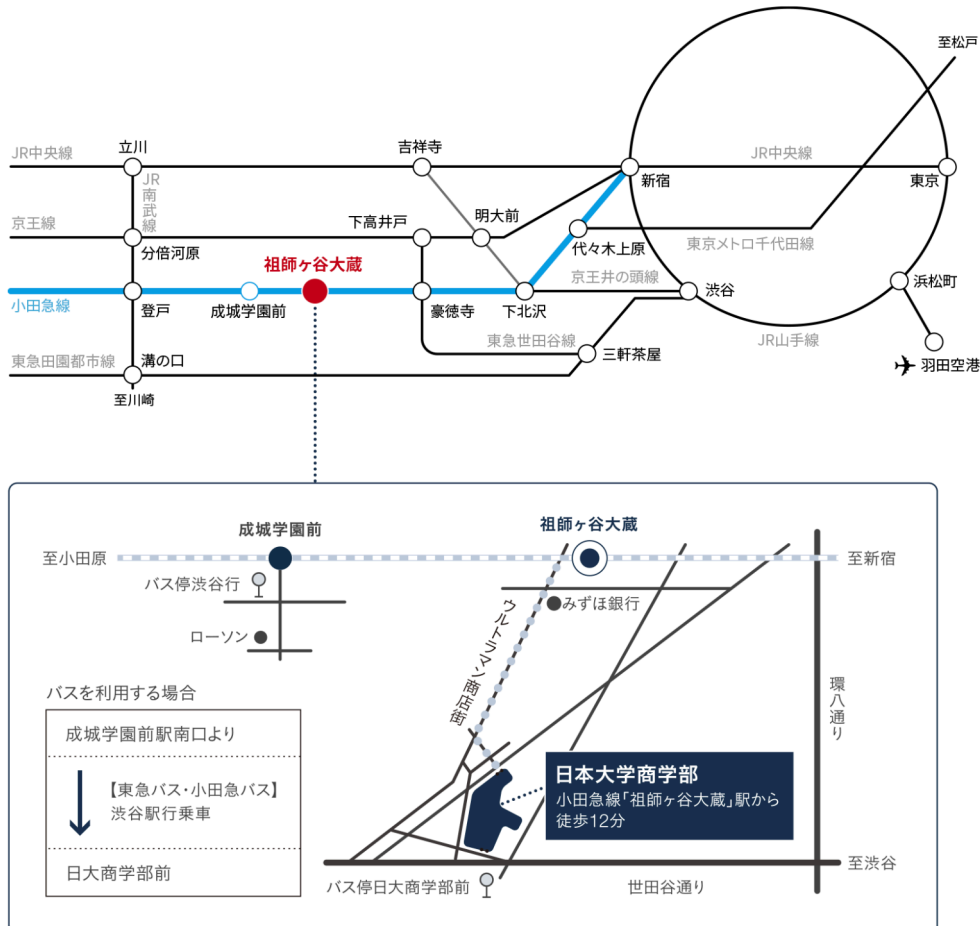 至松戸
立川
吉祥寺
JR中央線
JR中央線
新宿
東京
JR南武線
京王線
下高井戸
明大前
分倍河原
代々木上原
東京メトロ千代田線
祖師ヶ谷大蔵
京王井の頭線
浜松町
小田急線
登戸
成城学園前
豪徳寺
下北沢
渋谷
東急世田谷線
JR山手線
東急田園都市線
溝の口
三軒茶屋
羽田空港
至川崎
成城学園前
祖師ヶ谷大蔵
至小田原
至新宿
バス停渋谷行
みずほ銀行
ローソン
ウルトラマン商店街
環八通り
バスを利用する場合
成城学園前駅南口より
【東急バス・小田急バス】
渋谷駅行乗車
日大商学部前
日本大学商学部
小田急線「祖師ヶ谷大蔵」駅から
徒歩12分
至渋谷
バス停日大商学部前
世田谷通り